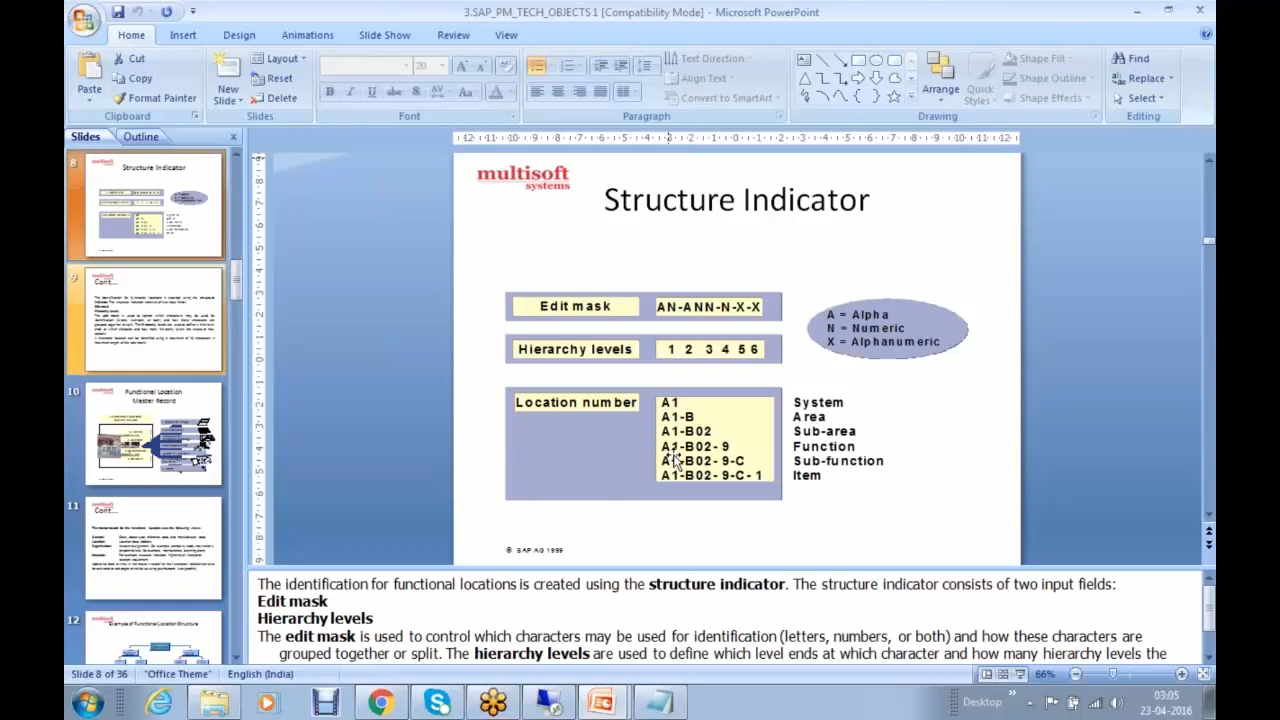 3.SAP_PM_TECH_OBJECTS1 [Compatibility Mode] - Microsoft PowerPoint
Home Insert Design Animations Slide Show Review View
Cut
Copy
Format Painter
Paste
Clipboard
New
Slide
Layout
Reset
Delete
Slides
20
Font
Text Direction
Align Text
Convert to SmartArt
Paragraph
Arrange
Quick
Styles
Shape Fill
Shape Outline
Shape Effects
Drawing
Find
Replace
Select
Editing
Slides Outline
8
Structure Indicator
9
Cont...
10
Functional Location
Master Record
11
Cont...
12
Example of Functional Location Structure
multisoft
systems
Structure Indicator
Edit mask AN-ANN-N-X-X
Hierarchy levels 1 2 3 4 5 6
A = Alpha
N = Numeric
X = Alphanumeric
Location number
A1 System
A1-B Area
A1-B02 Sub-area
A1-B02-9 Function
A1-B02-9-C Sub-function
A1-B02-9-C-1 Item
© SAP AG 1999
The identification for functional locations is created using the structure indicator. The structure indicator consists of two input fields:
Edit mask
Hierarchy levels
The edit mask is used to control which characters may be used for identification (letters, numbers, or both) and how these characters are
grouped together or split. The hierarchy levels are used to define which level ends at which character and how many hierarchy levels the
Slide 8 of 36 "Office Theme" English (India) 66%
Desktop
03:05
23-04-2016